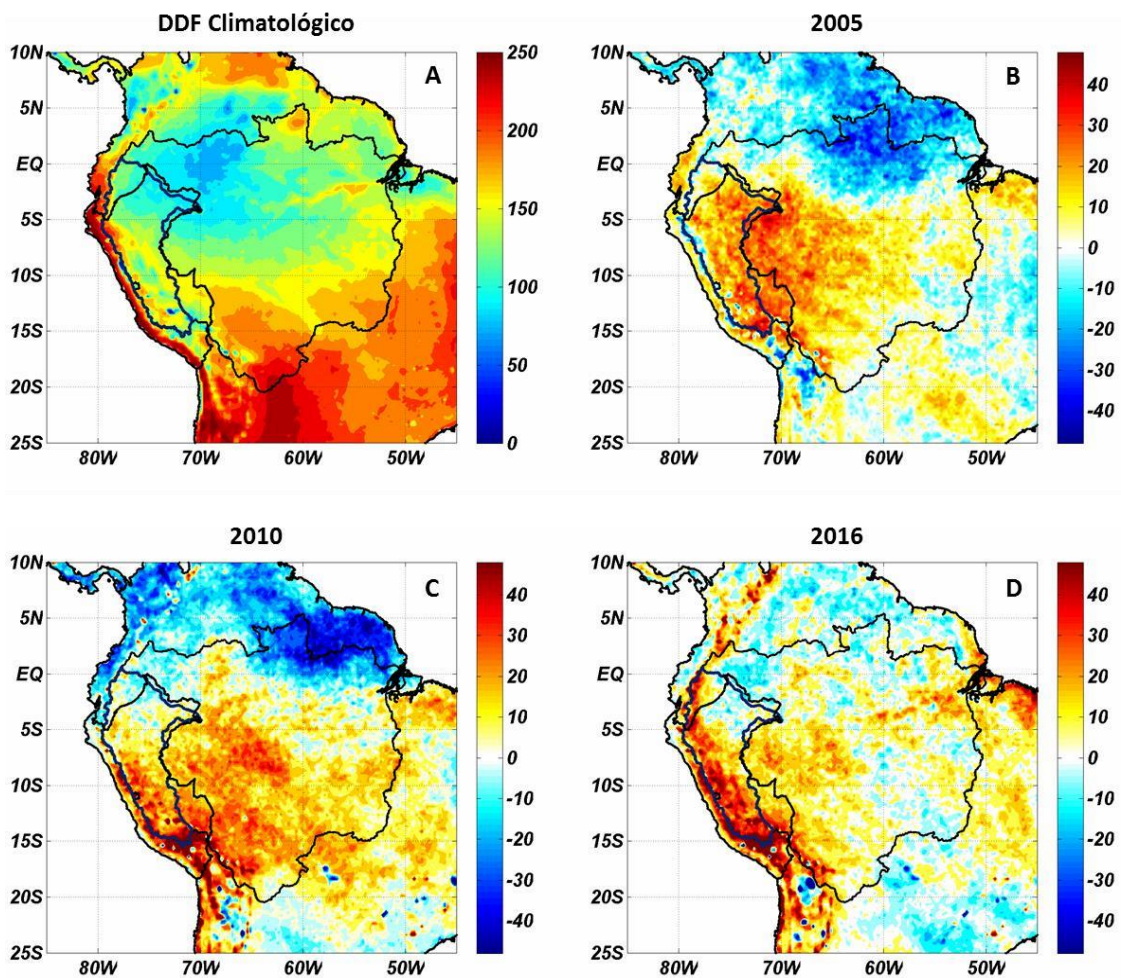 DDF Climatológico
A
10N
5N
EQ
5S
10S
15S
20S
25S
80W 70W 60W 50W
250
200
150
100
50
0
2005
B
10N
5N
EQ
5S
10S
15S
20S
25S
80W 70W 60W 50W
40
30
20
10
0
-10
-20
-30
-40
2010
C
10N
5N
EQ
5S
10S
15S
20S
25S
80W 70W 60W 50W
40
30
20
10
0
-10
-20
-30
-40
2016
D
10N
5N
EQ
5S
10S
15S
20S
25S
80W 70W 60W 50W
40
30
20
10
0
-10
-20
-30
-40